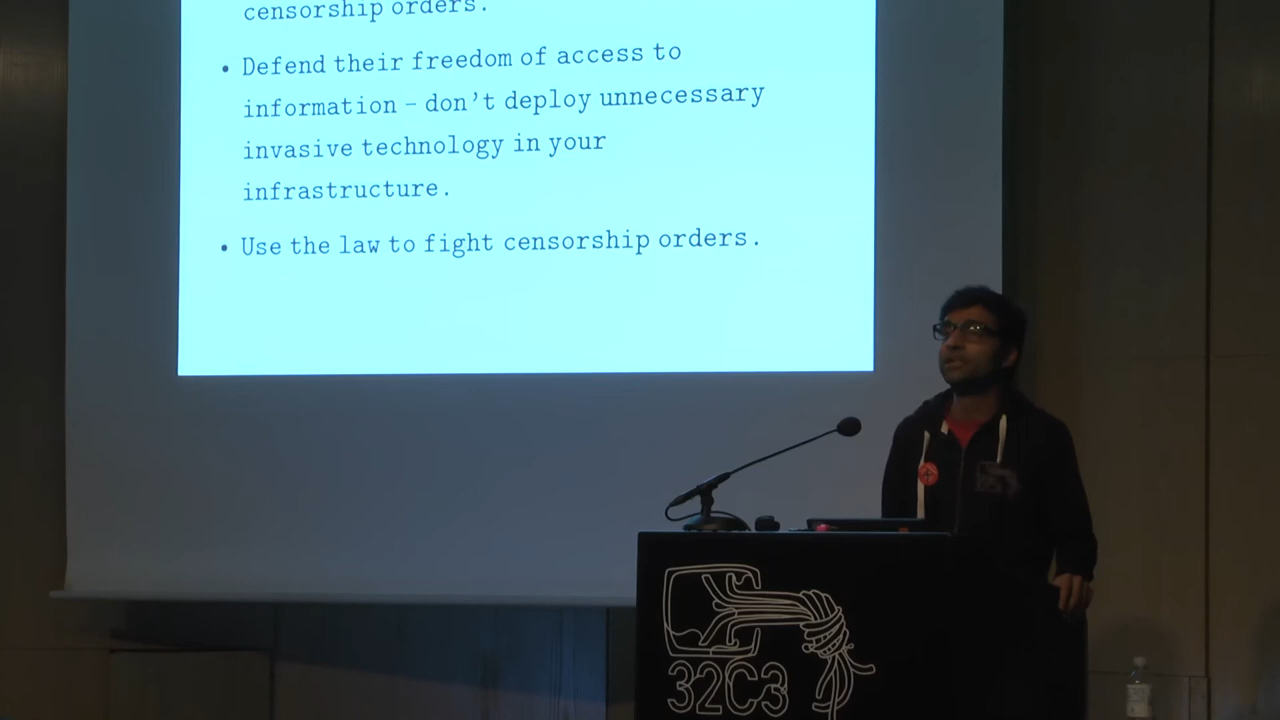 censorship orders.
• Defend their freedom of access to
information – don't deploy unnecessary
invasive technology in your
infrastructure.
• Use the law to fight censorship orders.
32C3